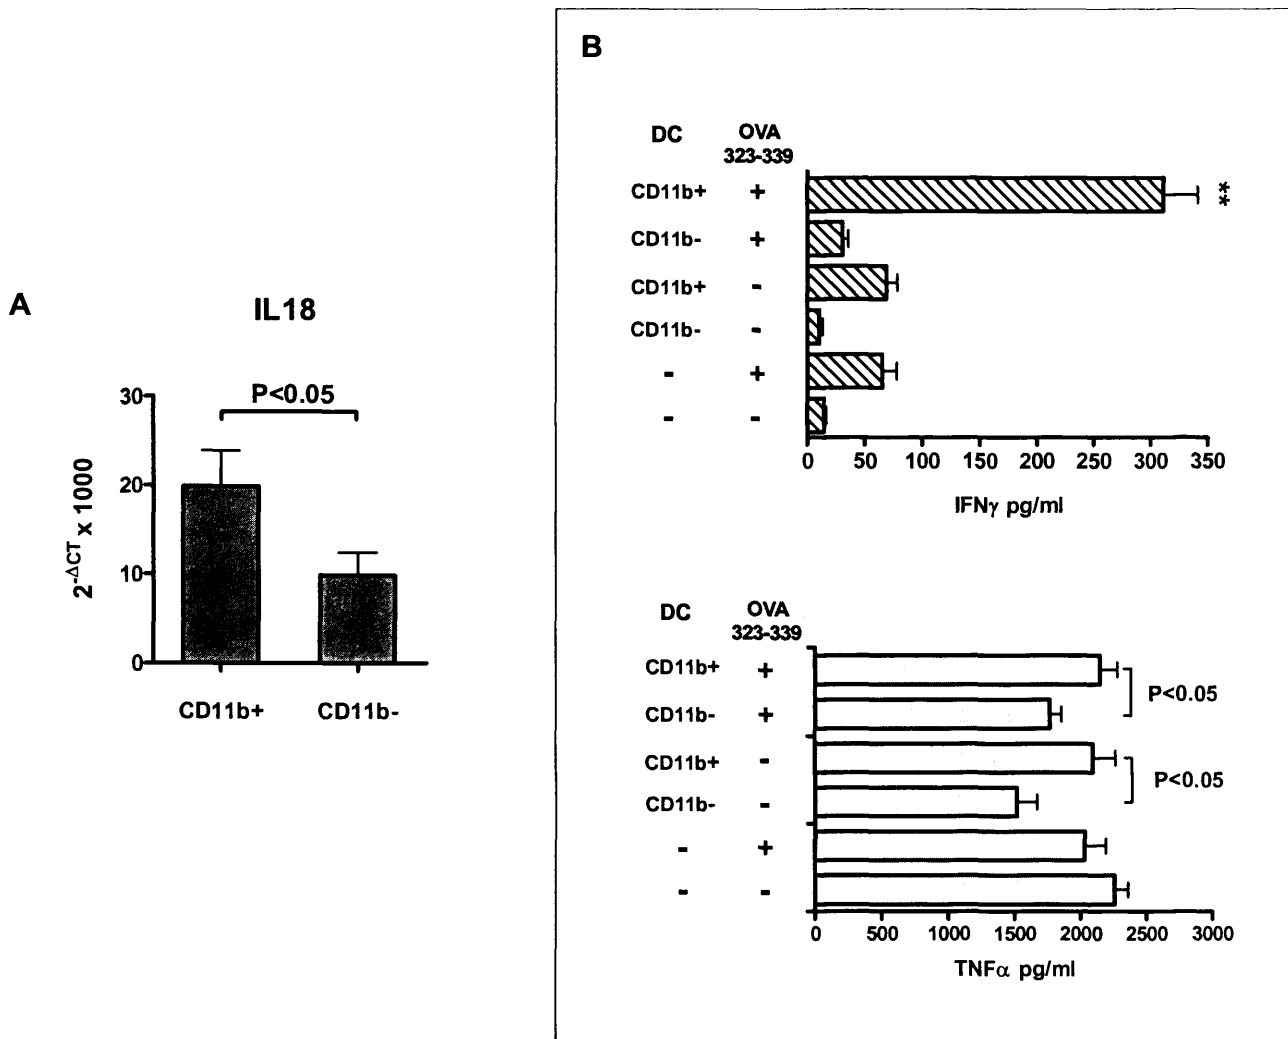 A
IL18
P<0.05
30
20
10
0
2-ΔCT x 1000
CD11b+ CD11b-
B
DC OVA
323-339
CD11b+ +
CD11b- +
CD11b+ -
CD11b- -
- +
- -
**
0 50 100 150 200 250 300 350
IFNγ pg/ml
DC OVA
323-339
CD11b+ +
CD11b- +
CD11b+ -
CD11b- -
- +
- -
P<0.05
P<0.05
0 500 1000 1500 2000 2500 3000
TNFα pg/ml